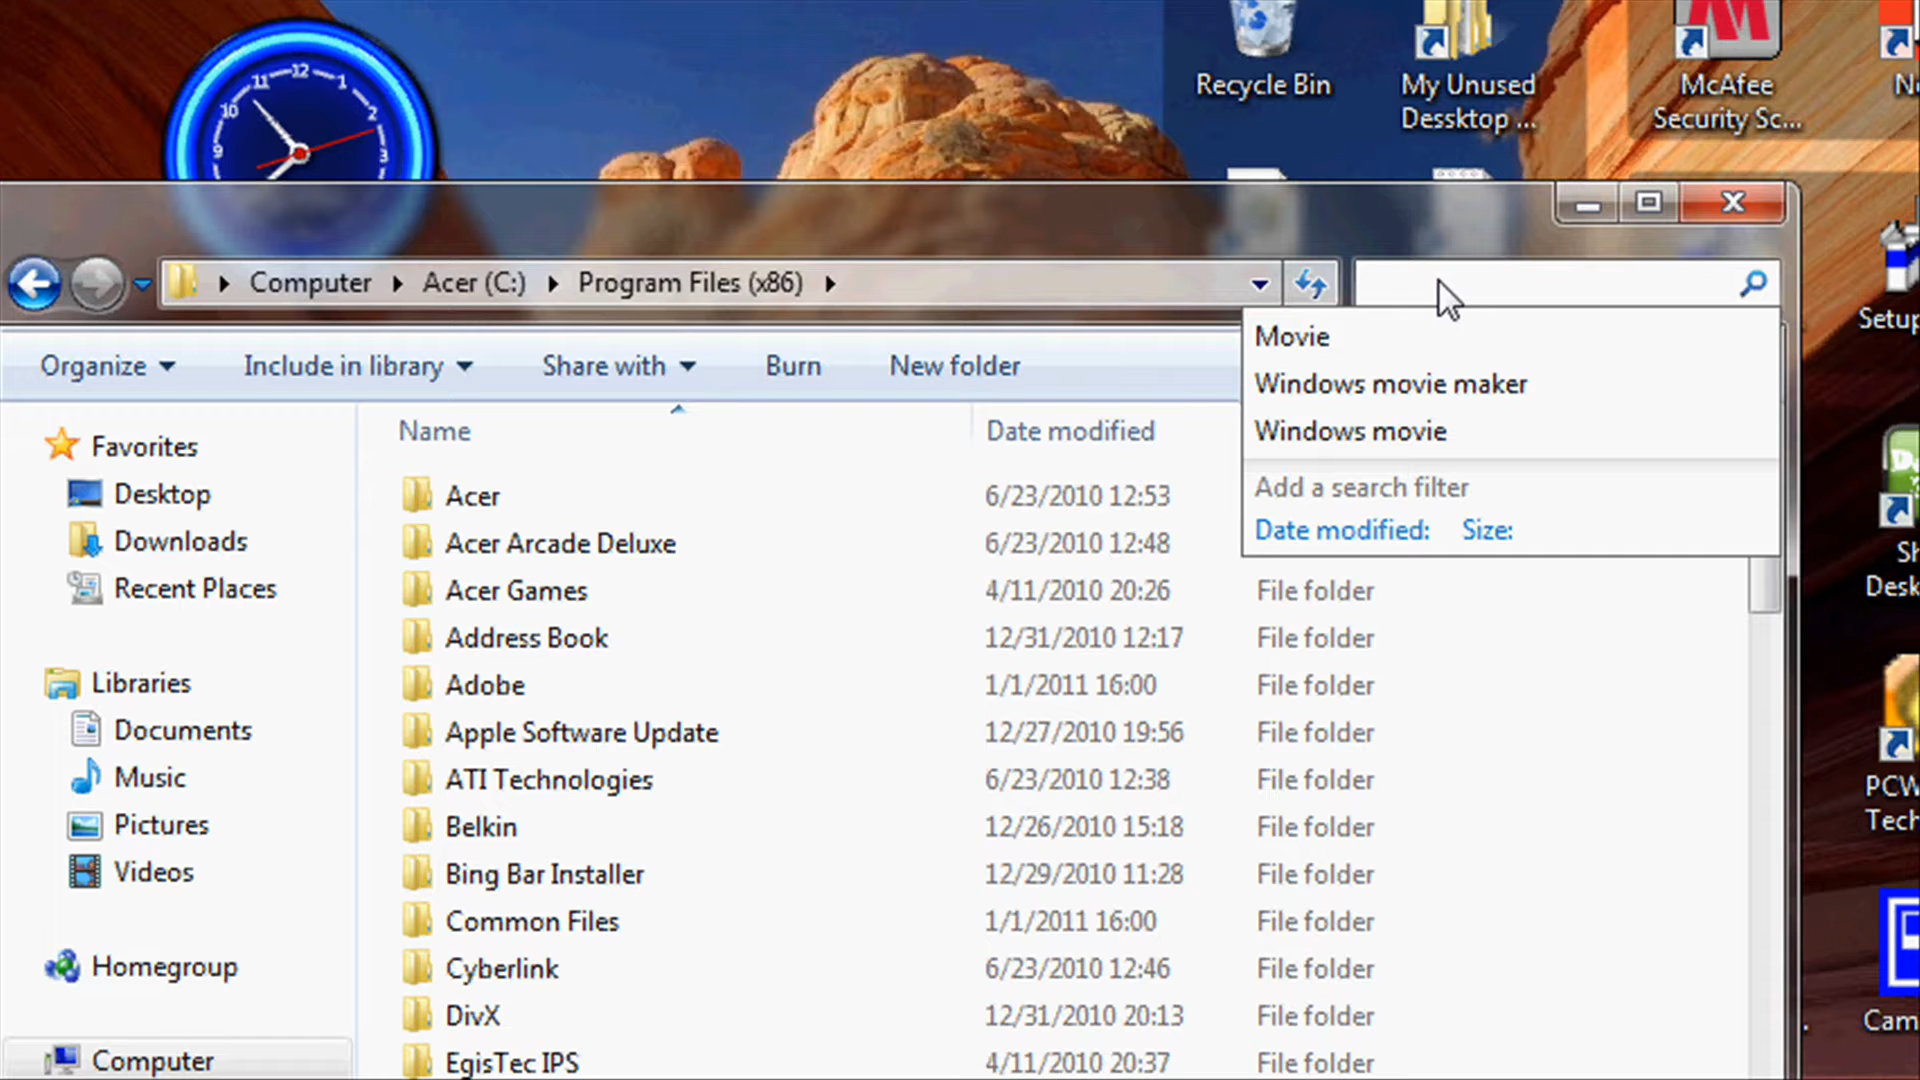 12
11
1
10
2
9
3
Recycle Bin
My Unused
Dessktop ...
McAfee
Security Sc...
Computer
Acer (C:)
Program Files (x86)
Organize
Include in library
Share with
Burn
New folder
Movie
Windows movie maker
Windows movie
Add a search filter
Date modified:
Size:
Favorites
Desktop
Downloads
Recent Places
Libraries
Documents
Music
Pictures
Videos
Homegroup
Computer
Name
Date modified
Acer 6/23/2010 12:53
Acer Arcade Deluxe 6/23/2010 12:48
Acer Games 4/11/2010 20:26 File folder
Address Book 12/31/2010 12:17 File folder
Adobe 1/1/2011 16:00 File folder
Apple Software Update 12/27/2010 19:56 File folder
ATI Technologies 6/23/2010 12:38 File folder
Belkin 12/26/2010 15:18 File folder
Bing Bar Installer 12/29/2010 11:28 File folder
Common Files 1/1/2011 16:00 File folder
Cyberlink 6/23/2010 12:46 File folder
DivX 12/31/2010 20:13 File folder
EgisTec IPS 4/11/2010 20:37 File folder
Setup
Desk
PCW
Tech
Cam